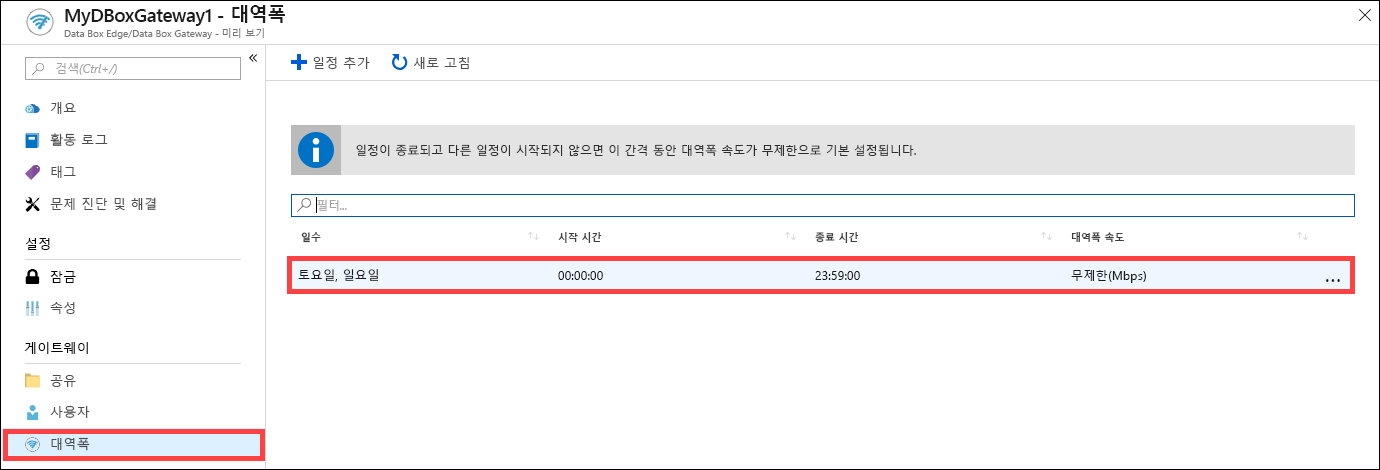 MyDBoxGateway1 - 대역폭
Data Box Edge/Data Box Gateway - 미리 보기
검색(Ctrl+/)
개요
활동 로그
태그
문제 진단 및 해결
설정
잠금
속성
게이트웨이
공유
사용자
대역폭
일정 추가 새로 고침
일정이 종료되고 다른 일정이 시작되지 않으면 이 간격 동안 대역폭 속도가 무제한으로 기본 설정됩니다.
필터...
일수 시작 시간 종료 시간 대역폭 속도
토요일, 일요일 00:00:00 23:59:00 무제한(Mbps) ...